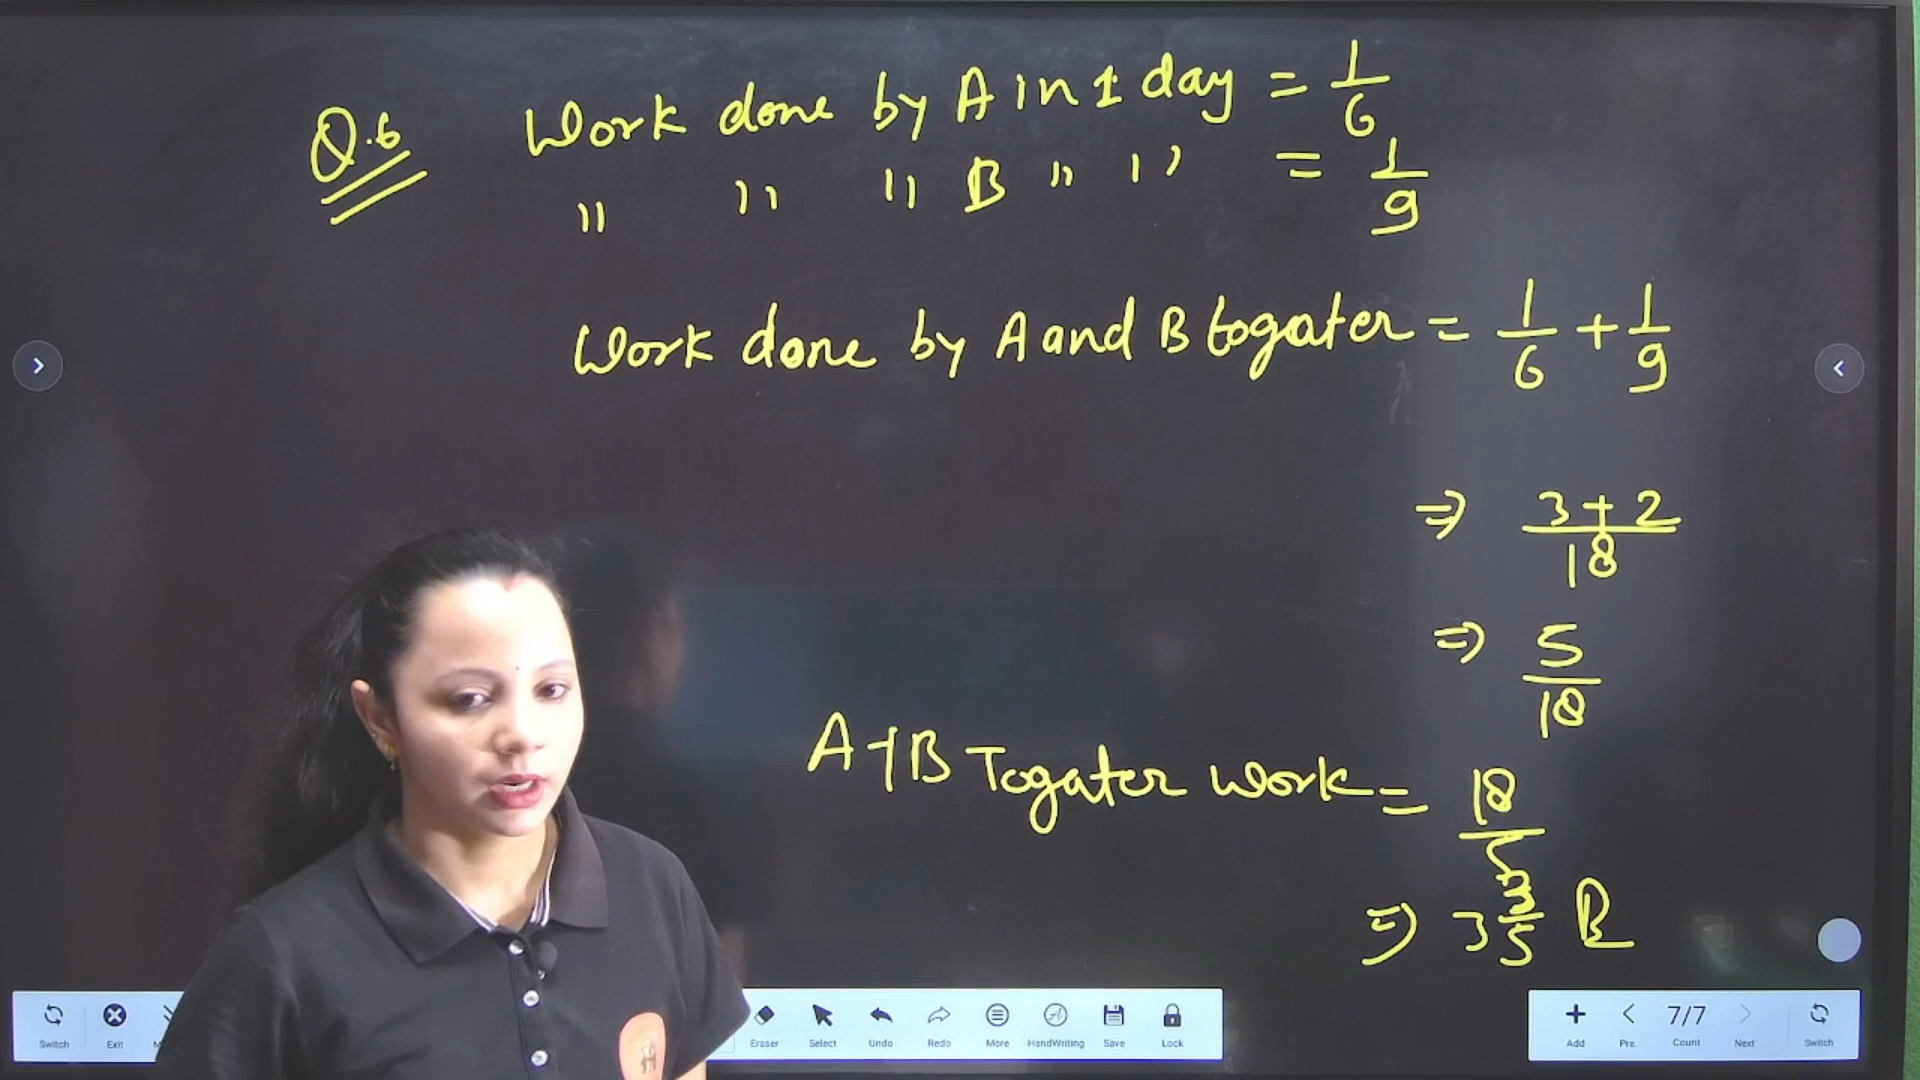 Q.6 Work done by A in 1 day = 1/6
" " " B " " = 1/9
Work done by A and B togater = 1/6 + 1/9
⇒ 3+2/18
⇒ 5/18
A+B Togater work = 18/5
⇒ 3 3/5 B
Switch Exit Eraser Select Undo Redo More HandWriting Save Lock Add Pre. 7/7 Count Next Switch